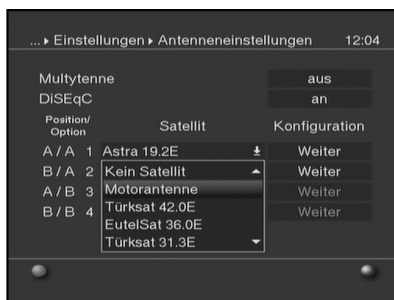 ... ▸ Einstellungen ▸ Antenneneinstellungen 12:04
Multytenne aus
DiSEqC an
Position/
Option Satellit Konfiguration
A / A 1 Astra 19.2E Weiter
B / A 2 Kein Satellit Weiter
A / B 3 Motorantenne Weiter
B / B 4 Türksat 42.0E Weiter
EutelSat 36.0E
Türksat 31.3E